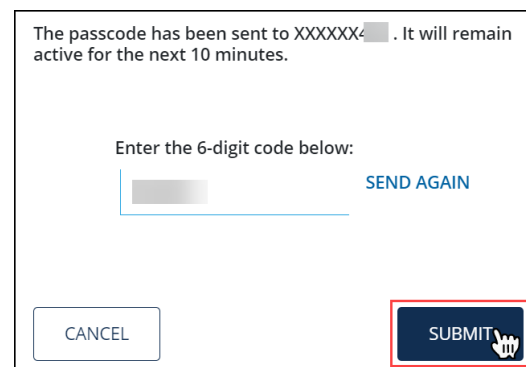 The passcode has been sent to XXXXXX4 . It will remain
active for the next 10 minutes.
Enter the 6-digit code below:
SEND AGAIN
CANCEL
SUBMIT